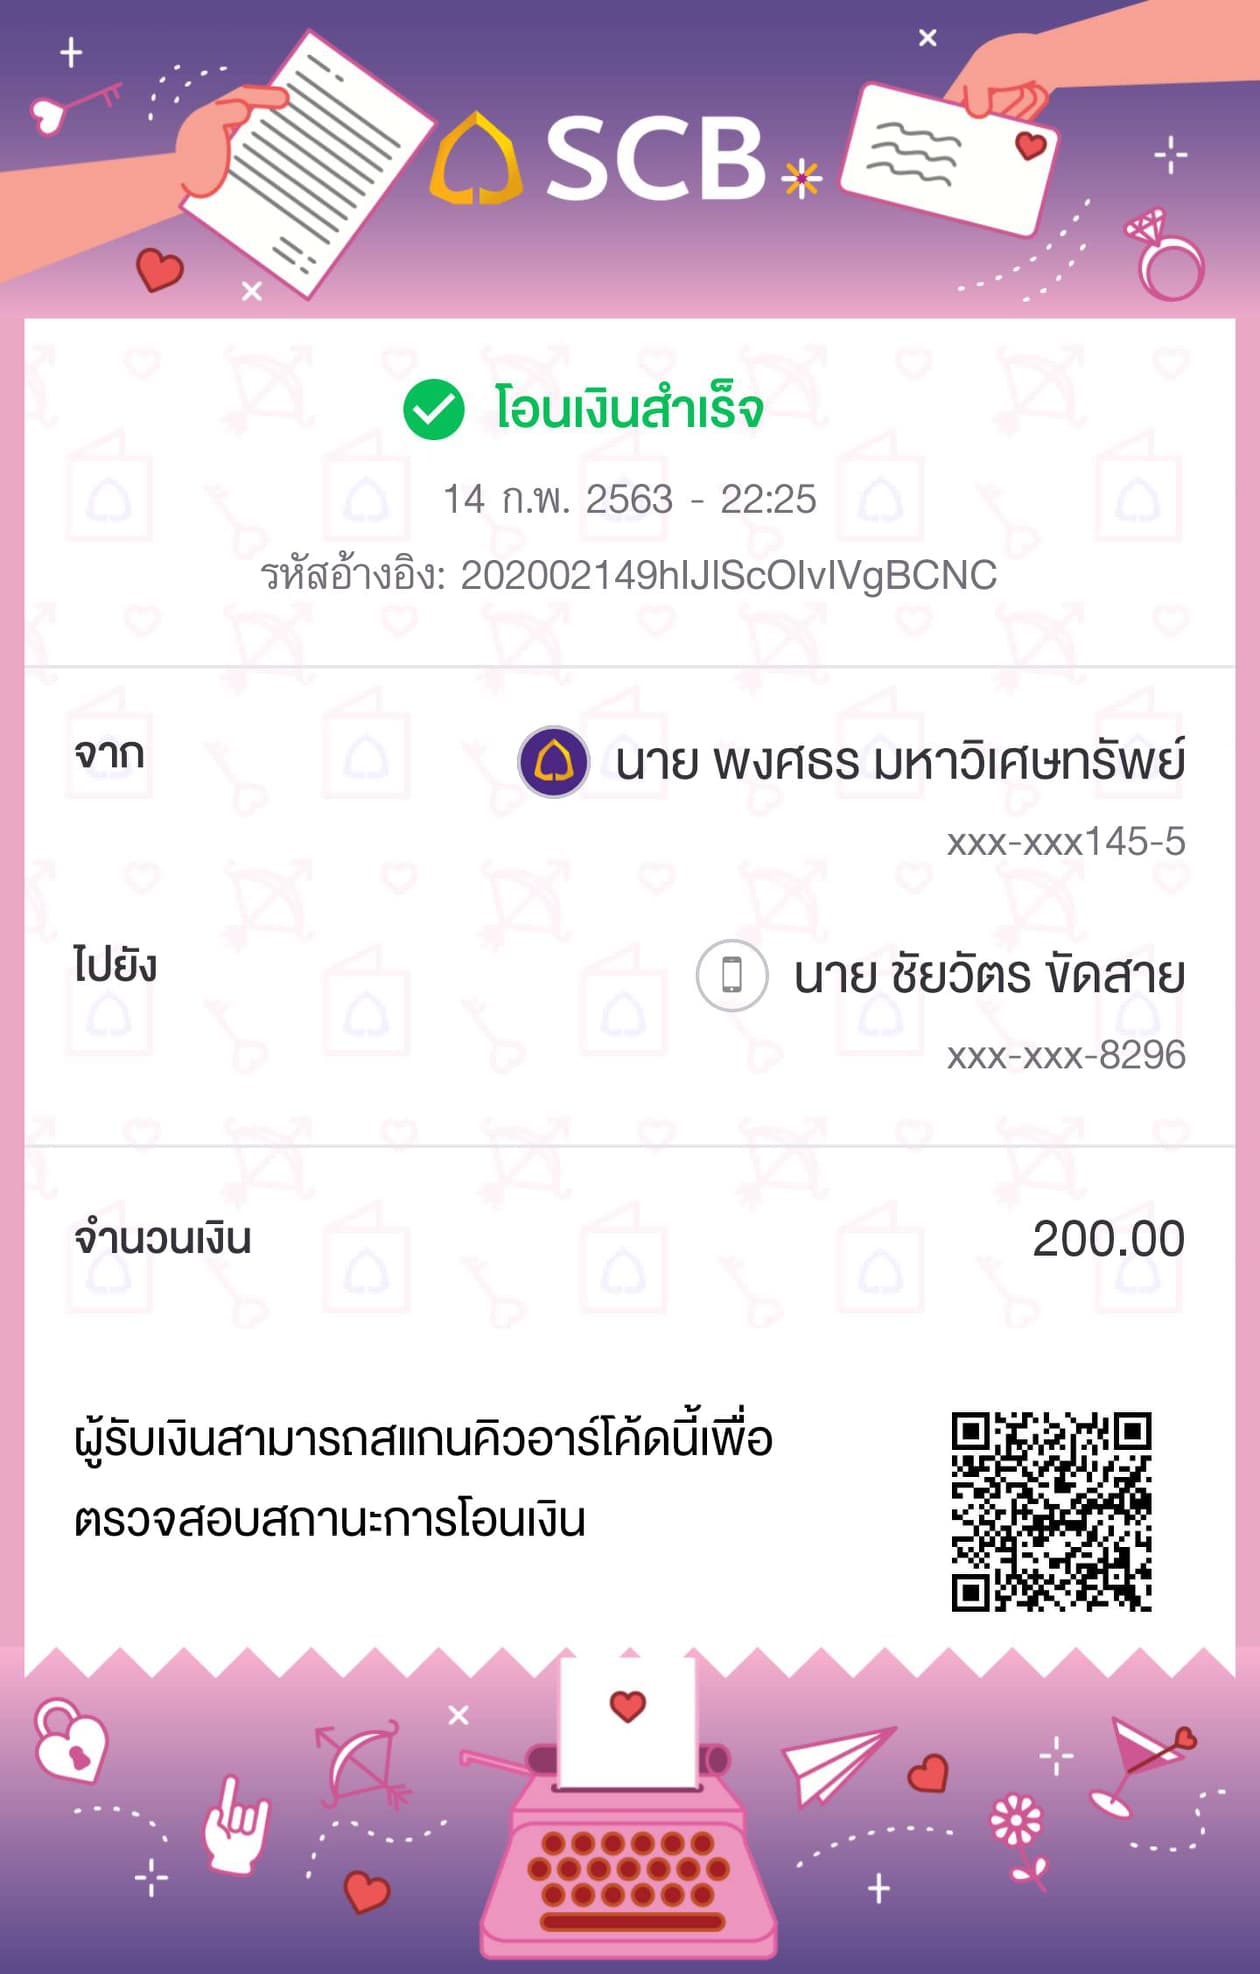 SCB
โอนเงินสำเร็จ
14 ก.พ. 2563 - 22:25
รหัสอ้างอิง: 202002149hIJIScOIvIVgBCNC
จาก
นาย พงศธร มหาวิเศษทรัพย์
xxx-xxx145-5
ไปยัง
นาย ชัยวัตร ขัดสาย
xxx-xxx-8296
จำนวนเงิน
200.00
ผู้รับเงินสามารถสแกนคิวอาร์โค้ดนี้เพื่อ
ตรวจสอบสถานะการโอนเงิน